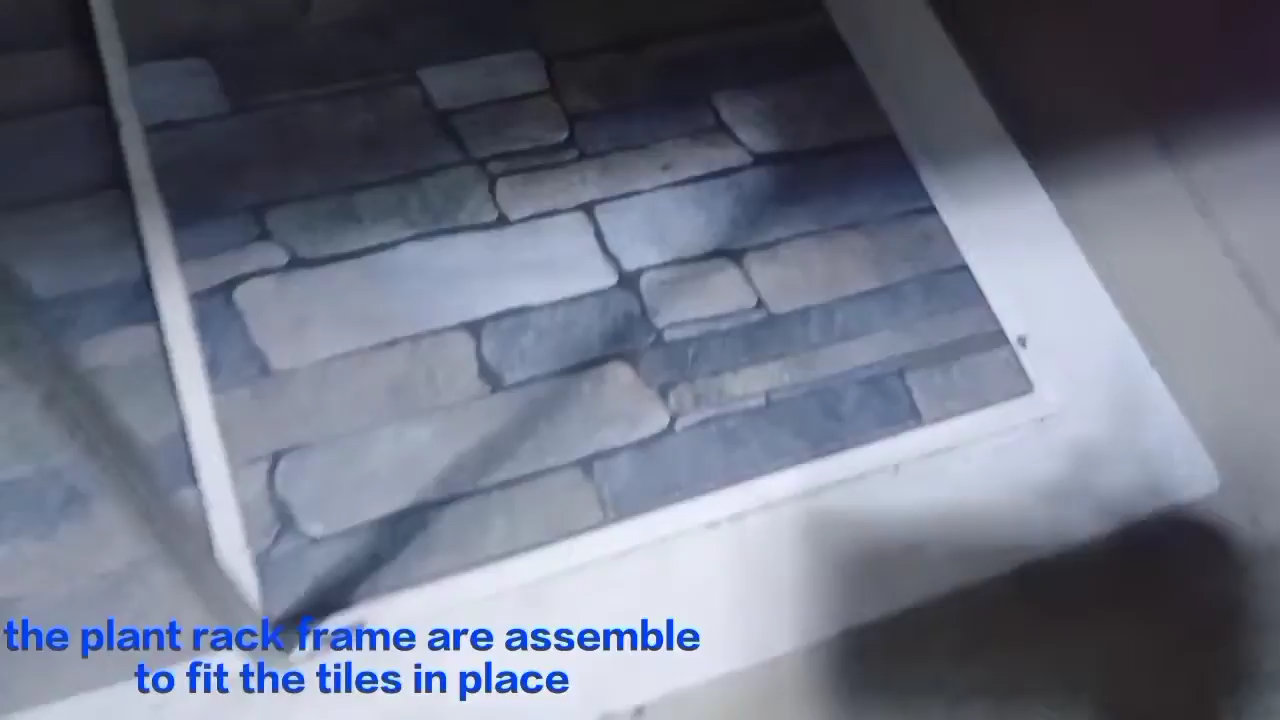 the plant rack frame are assemble
to fit the tiles in place